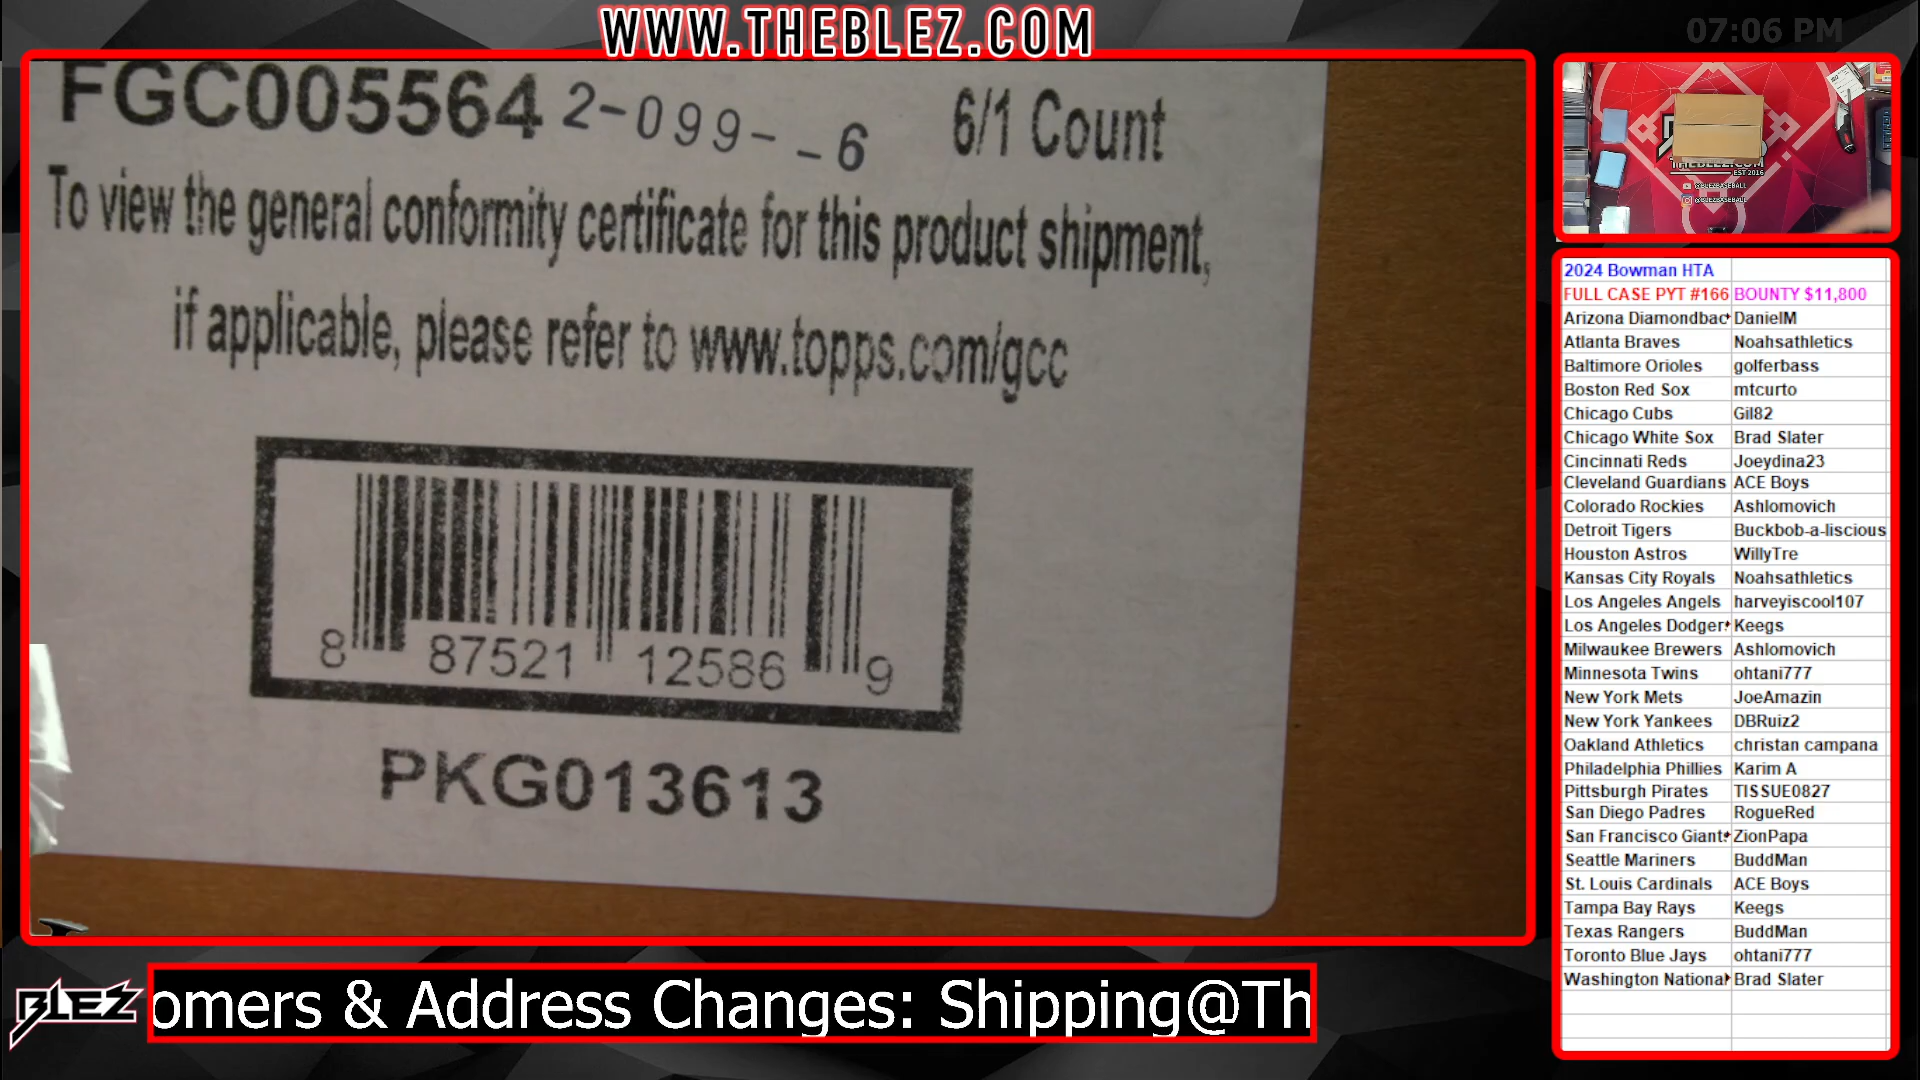 WWW.THEBLEZ.COM
07:06 PM
FGC005564 2-099- -6 6/1 Count
To view the general conformity certificate for this product shipment,
if applicable, please refer to www.topps.com/gcc
8 87521 12586 9
PKG013613
THEBLEZ.COM
EST 2016
@BLEZBASEBALL
@BLEZBASEBALL
2024 Bowman HTA
FULL CASE PYT #166 BOUNTY $11,800
Arizona Diamondbac DanielM
Atlanta Braves Noahsathletics
Baltimore Orioles golferbass
Boston Red Sox mtcurto
Chicago Cubs Gil82
Chicago White Sox Brad Slater
Cincinnati Reds Joeydina23
Cleveland Guardians ACE Boys
Colorado Rockies Ashlomovich
Detroit Tigers Buckbob-a-liscious
Houston Astros WillyTre
Kansas City Royals Noahsathletics
Los Angeles Angels harveyiscool107
Los Angeles Dodger Keegs
Milwaukee Brewers Ashlomovich
Minnesota Twins ohtani777
New York Mets JoeAmazin
New York Yankees DBRuiz2
Oakland Athletics christan campana
Philadelphia Phillies Karim A
Pittsburgh Pirates TISSUE0827
San Diego Padres RogueRed
San Francisco Giant ZionPapa
Seattle Mariners BuddMan
St. Louis Cardinals ACE Boys
Tampa Bay Rays Keegs
Texas Rangers BuddMan
Toronto Blue Jays ohtani777
Washington National Brad Slater
BLEZ
omers & Address Changes: Shipping@Th